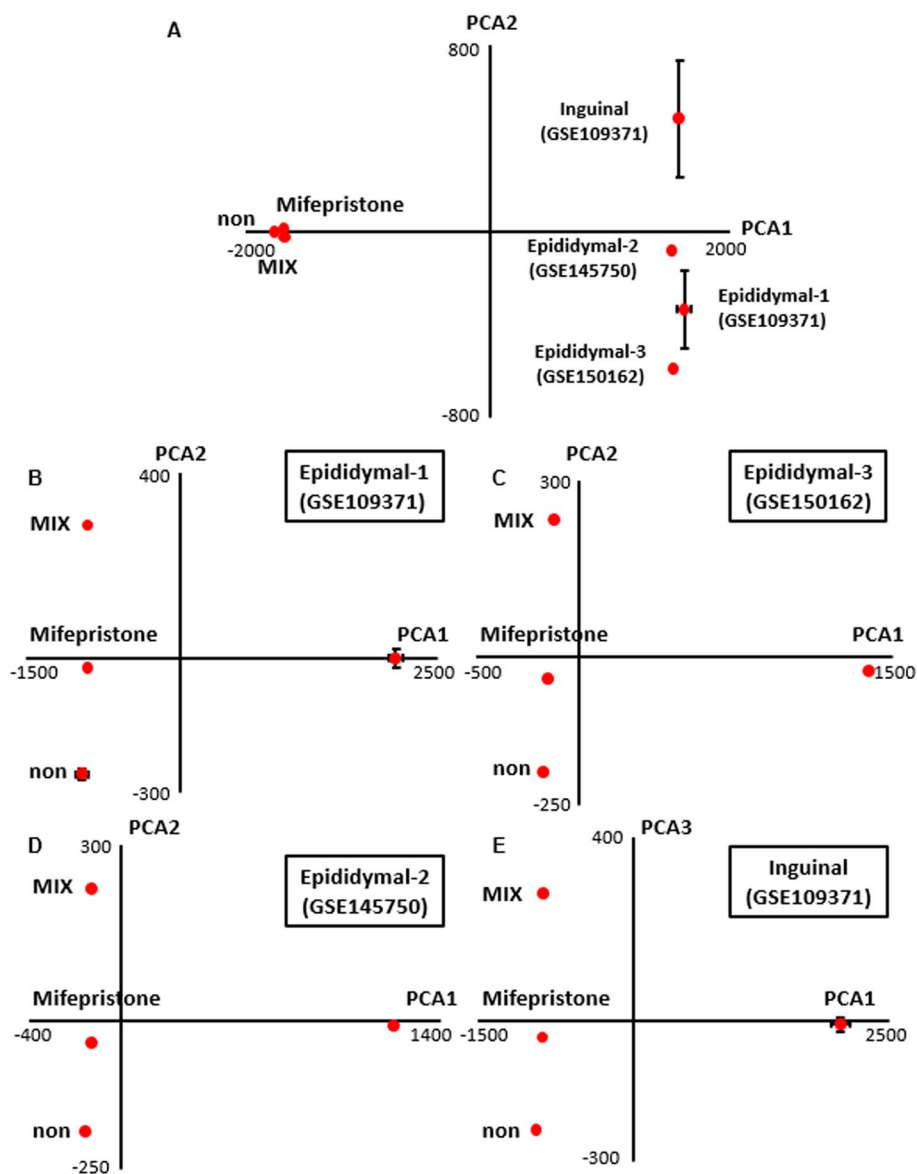 A
PCA2
800
Inguinal
(GSE109371)
Mifepristone
non
PCA1
-2000
2000
MIX
Epididymal-2
(GSE145750)
Epididymal-1
(GSE109371)
Epididymal-3
(GSE150162)
-800
B
PCA2
400
Epididymal-1
(GSE109371)
MIX
Mifepristone
PCA1
-1500
2500
non
-300
C
PCA2
300
Epididymal-3
(GSE150162)
MIX
Mifepristone
PCA1
-500
1500
non
-250
D
PCA2
300
Epididymal-2
(GSE145750)
MIX
Mifepristone
PCA1
-400
1400
non
-250
E
PCA3
400
Inguinal
(GSE109371)
MIX
Mifepristone
PCA1
-1500
2500
non
-300